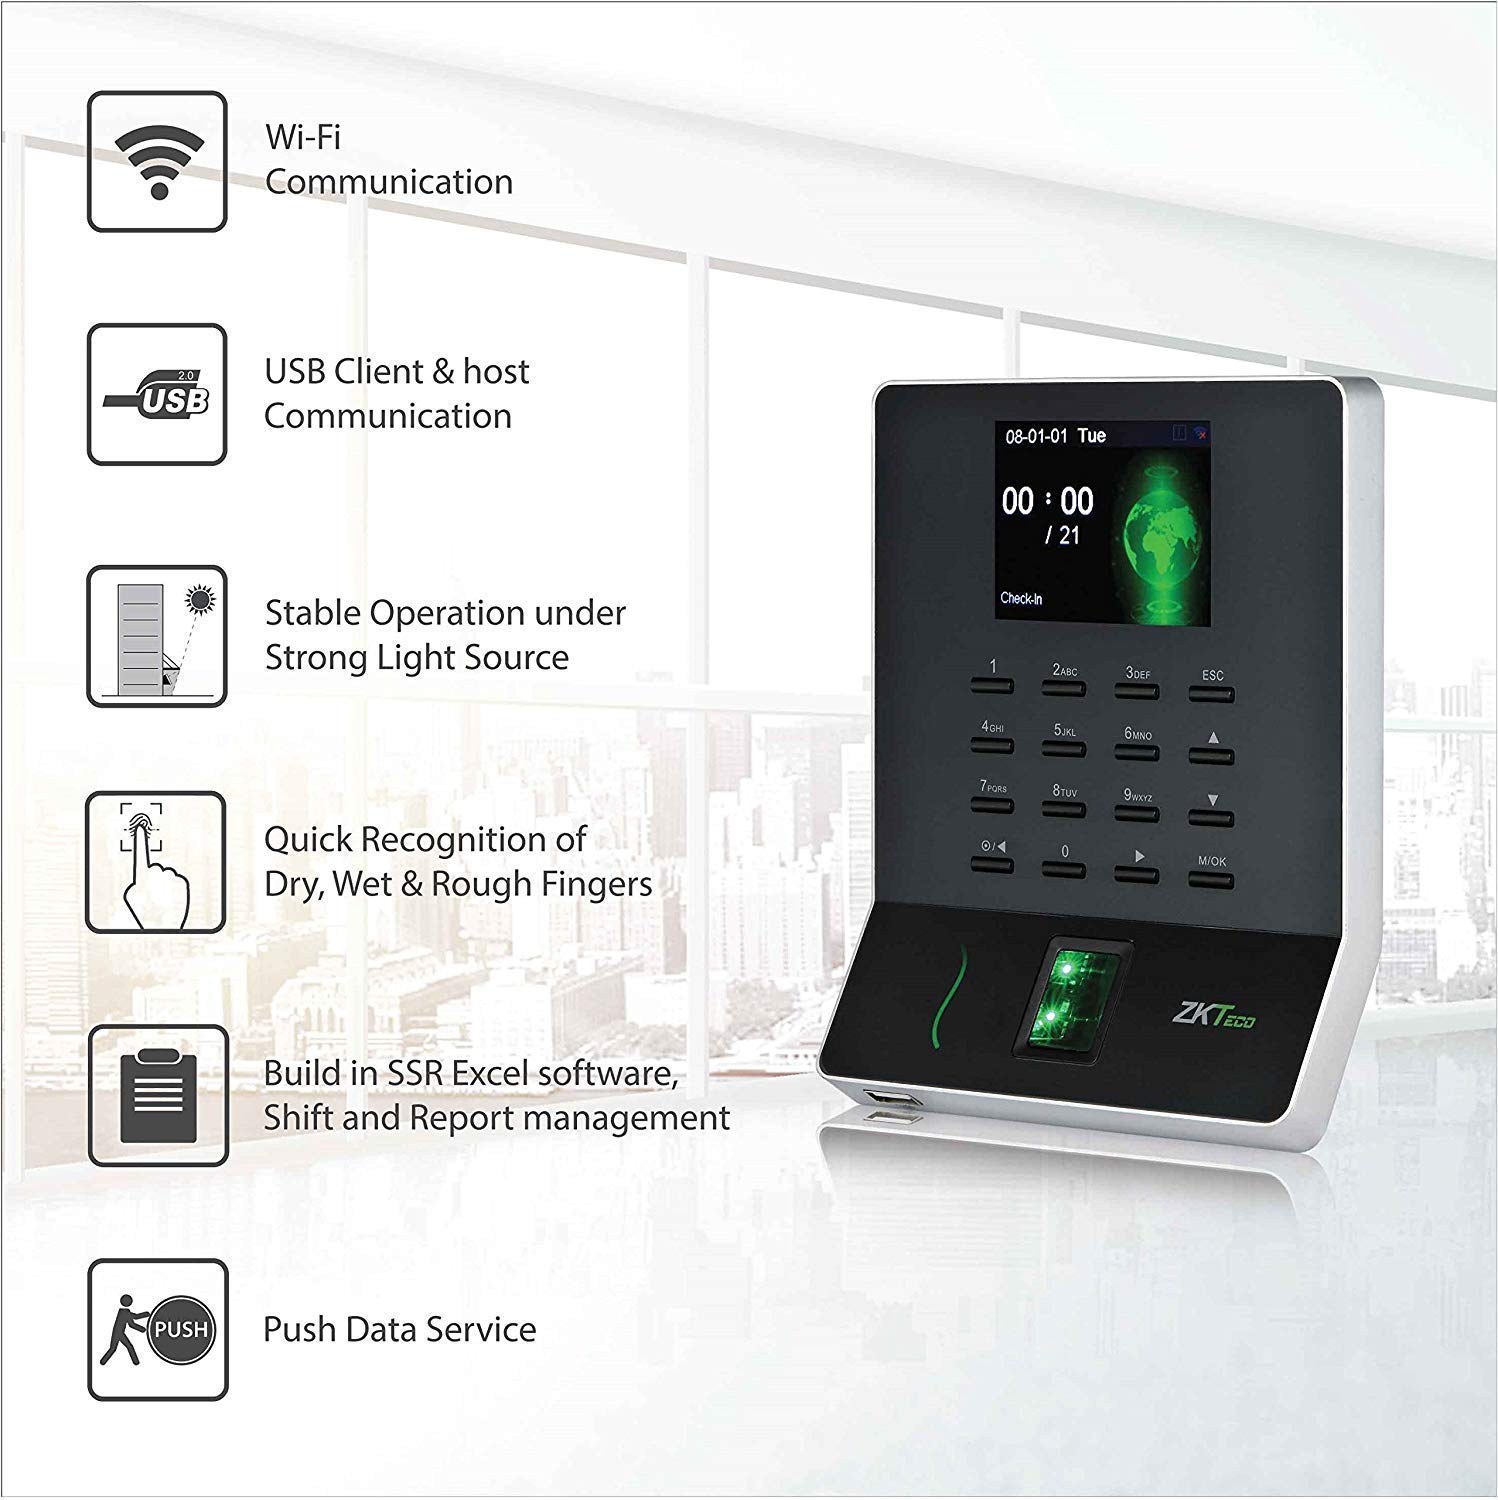 Wi-Fi
Communication
2.0
USB
USB Client & host
Communication
Stable Operation under
Strong Light Source
Quick Recognition of
Dry, Wet & Rough Fingers
Build in SSR Excel software,
Shift and Report management
PUSH
Push Data Service
08-01-01 Tue
00 : 00
/ 21
Check-In
1 2ABC 3DEF ESC
4GHI 5JKL 6MNO ▲
7PQRS 8TUV 9WXYZ ▼
⊙/◀ 0 ▶ M/OK
ZKTECO